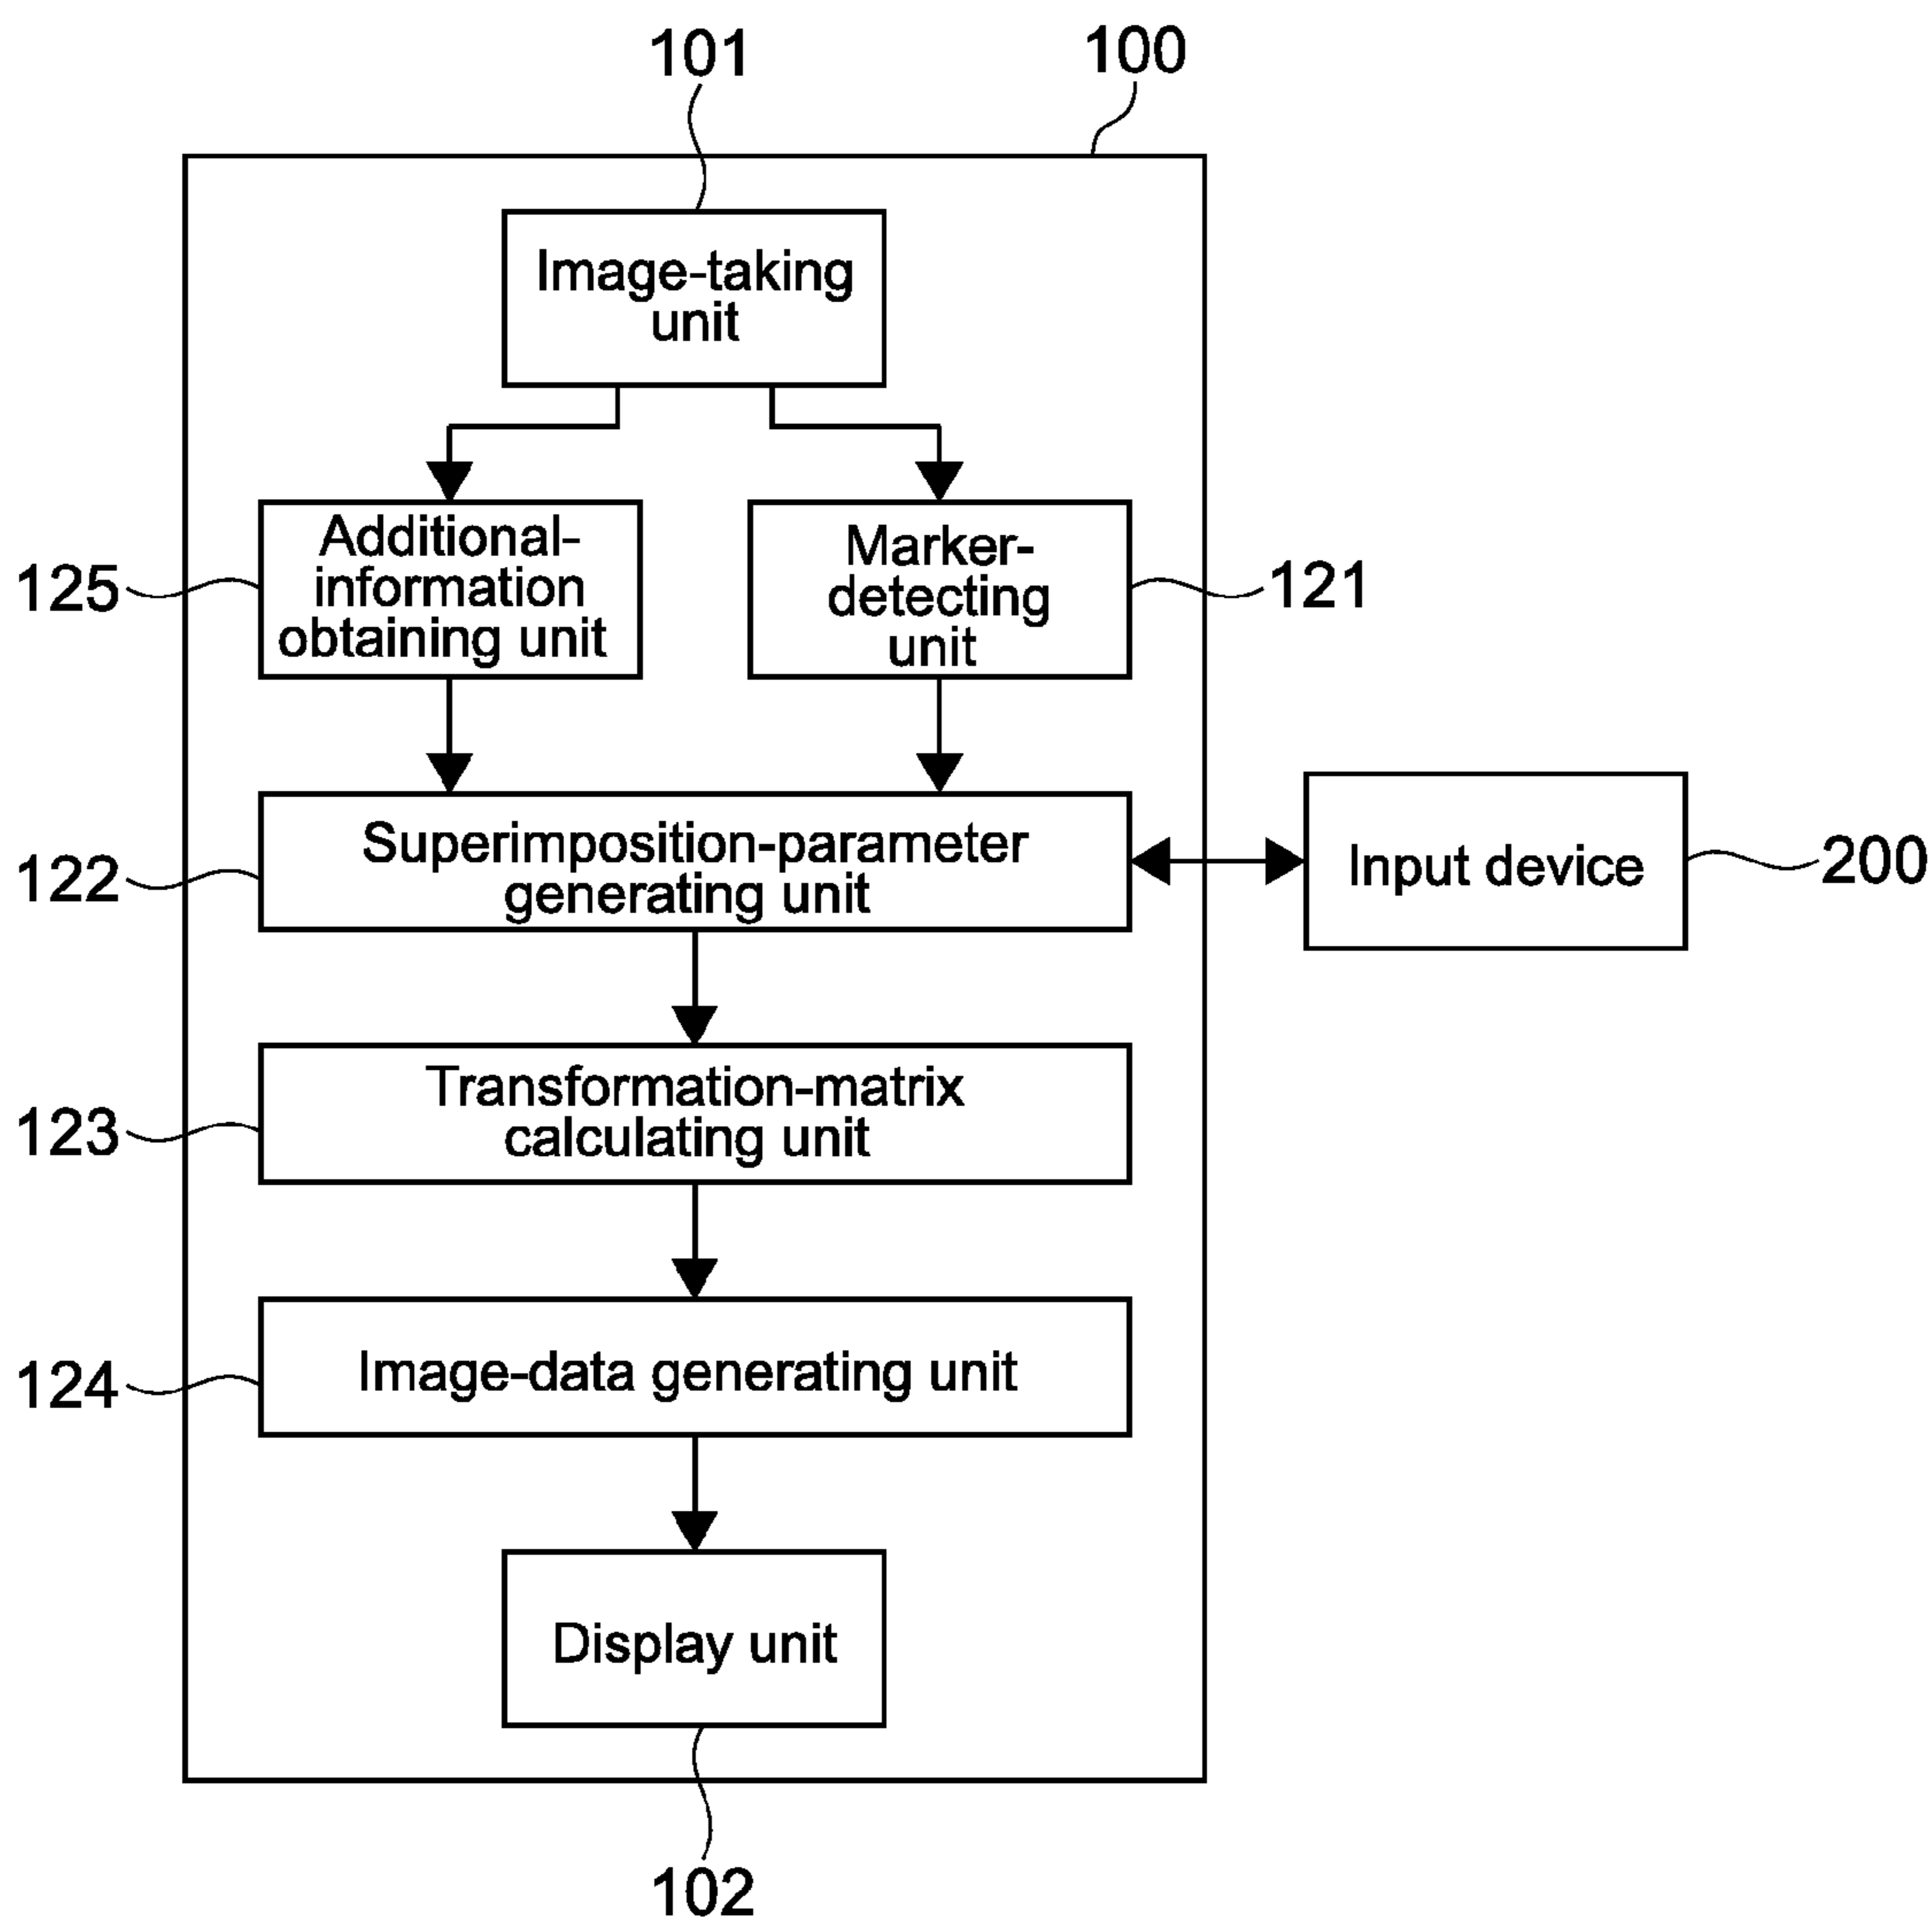 101
100
Image-taking
unit
Additional-
information
obtaining unit
125
Marker-
detecting
unit
121
Superimposition-parameter
generating unit
122
Input device
200
Transformation-matrix
calculating unit
123
Image-data generating unit
124
Display unit
102